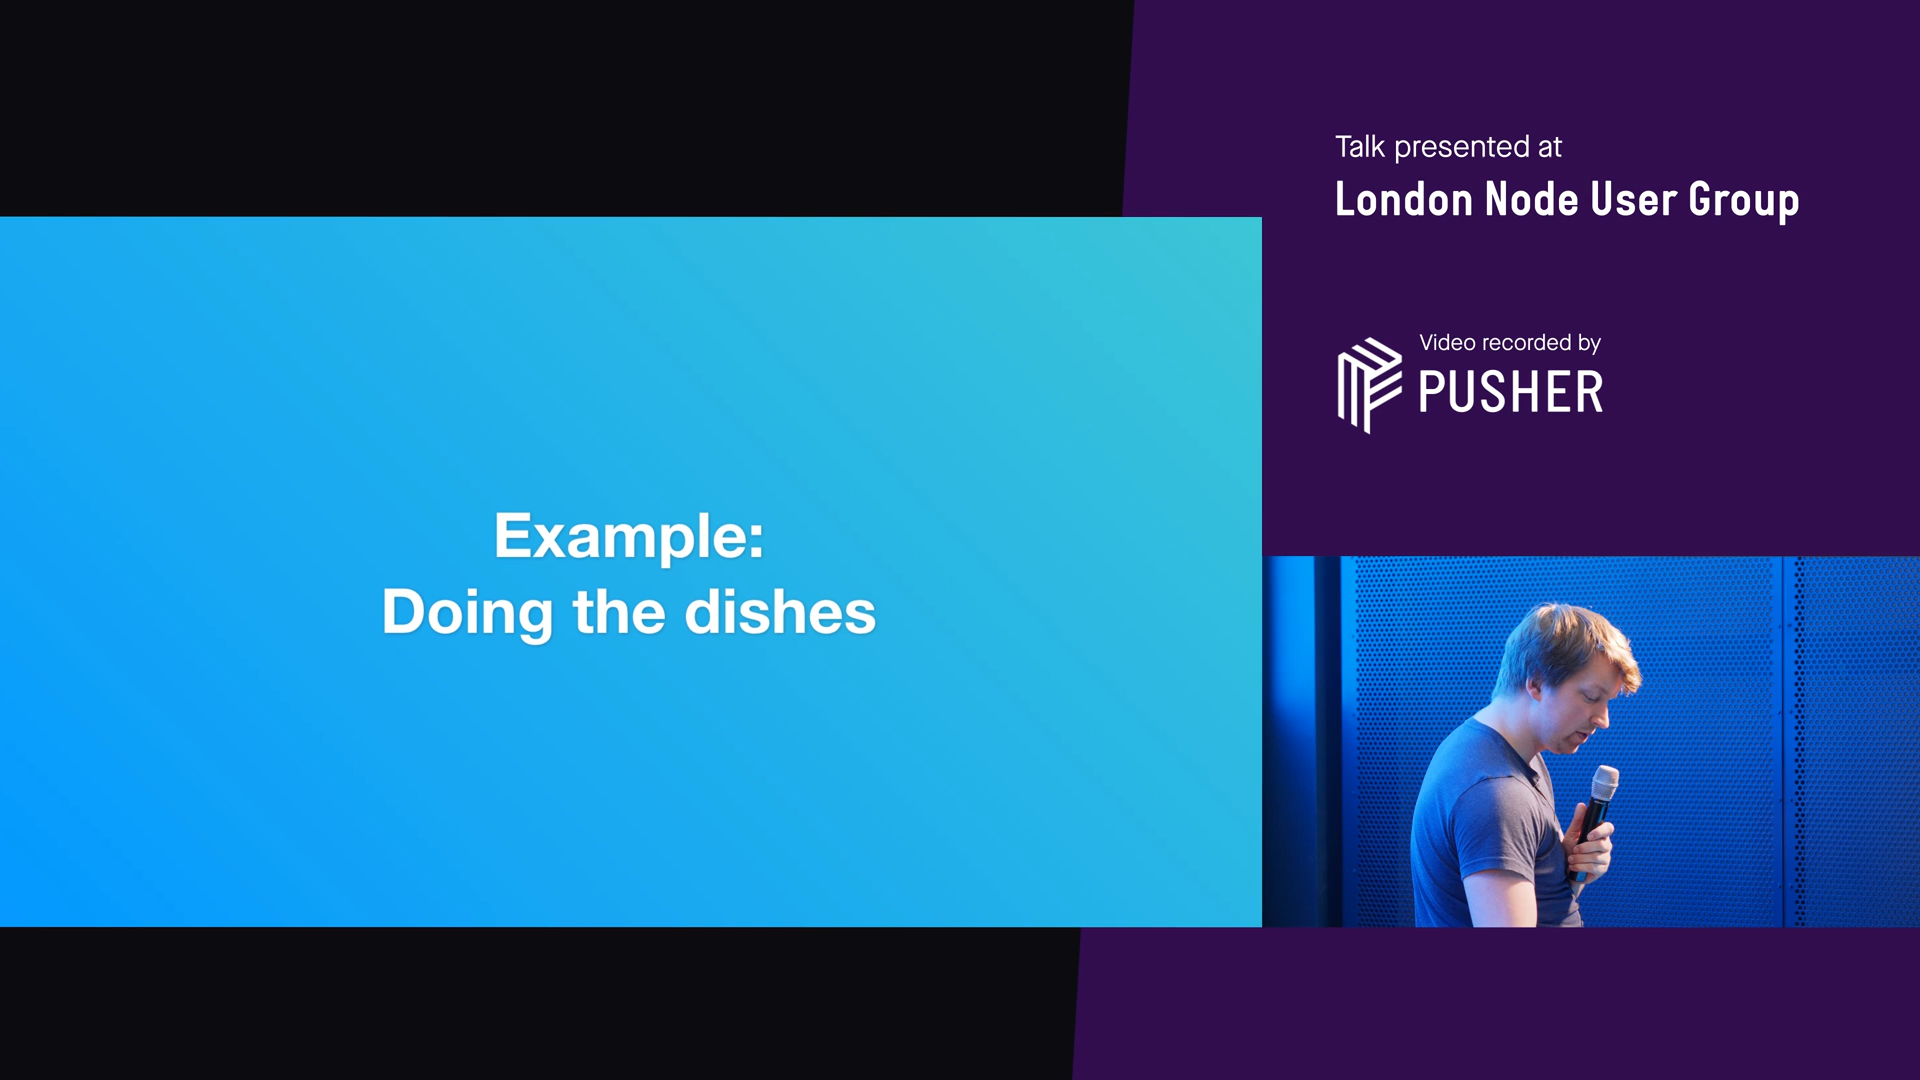 Talk presented at
London Node User Group
Video recorded by
PUSHER
Example:
Doing the dishes